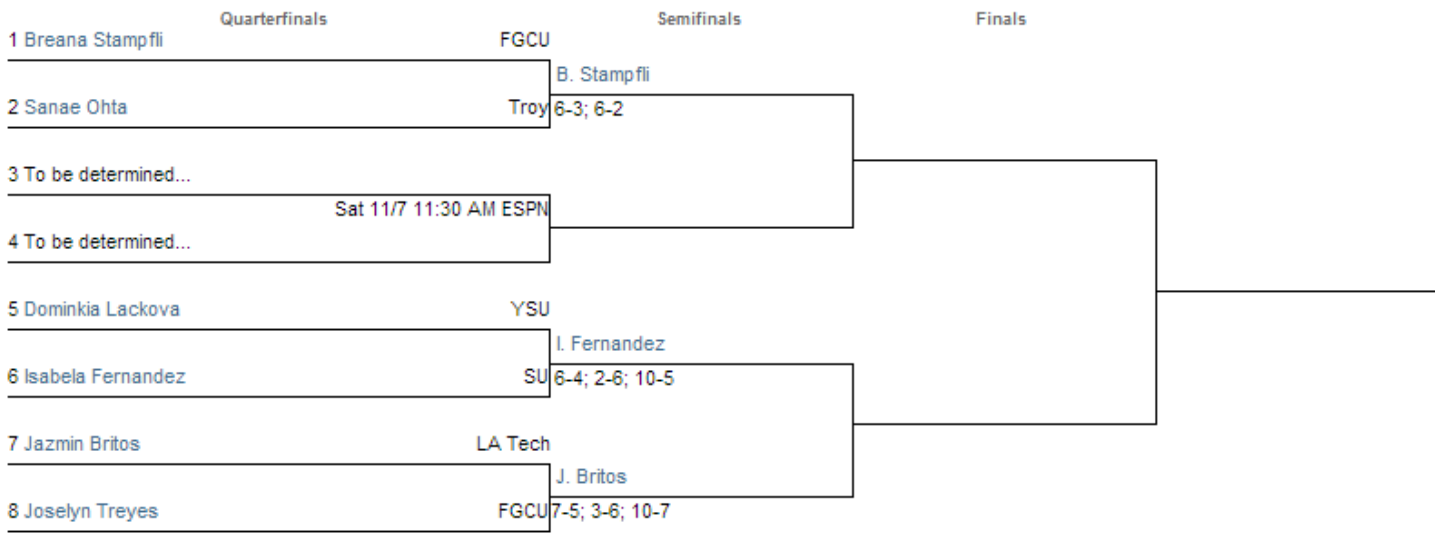 Quarterfinals Semifinals Finals
1 Breana Stampfli FGCU
B. Stampfli
2 Sanae Ohta Troy 6-3; 6-2
3 To be determined...
Sat 11/7 11:30 AM ESPN
4 To be determined...
5 Dominkia Lackova YSU
I. Fernandez
6 Isabela Fernandez SU 6-4; 2-6; 10-5
7 Jazmin Britos LA Tech
J. Britos
8 Joselyn Treyes FGCU 7-5; 3-6; 10-7